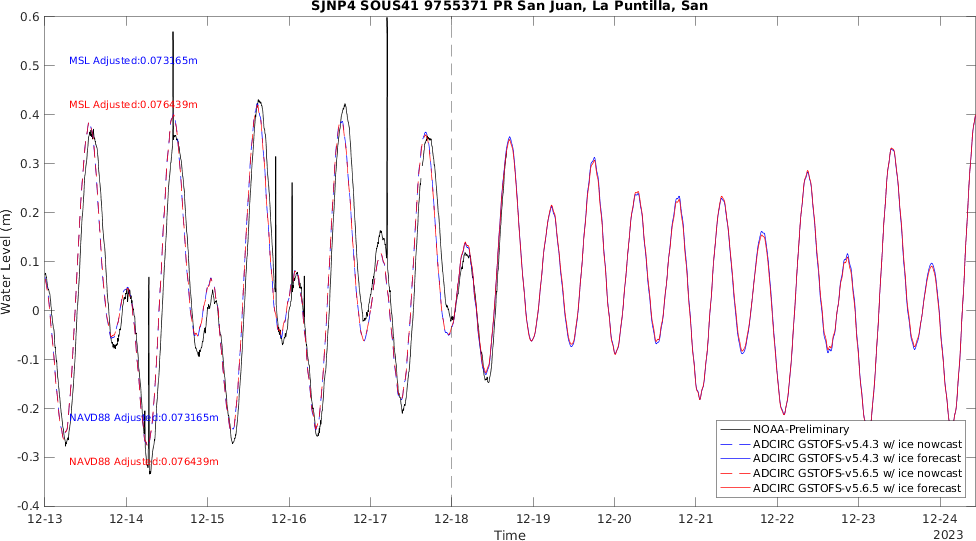 SJNP4 SOUS41 9755371 PR San Juan, La Puntilla, San
0.6
0.5
0.4
0.3
0.2
0.1
0
-0.1
-0.2
-0.3
-0.4
Water Level (m)
MSL Adjusted:0.073165m
MSL Adjusted:0.076439m
NAVD88 Adjusted:0.073165m
NAVD88 Adjusted:0.076439m
NOAA-Preliminary
ADCIRC GSTOFS-v5.4.3 w/ ice nowcast
ADCIRC GSTOFS-v5.4.3 w/ ice forecast
ADCIRC GSTOFS-v5.6.5 w/ ice nowcast
ADCIRC GSTOFS-v5.6.5 w/ ice forecast
12-13 12-14 12-15 12-16 12-17 12-18 12-19 12-20 12-21 12-22 12-23 12-24
Time
2023